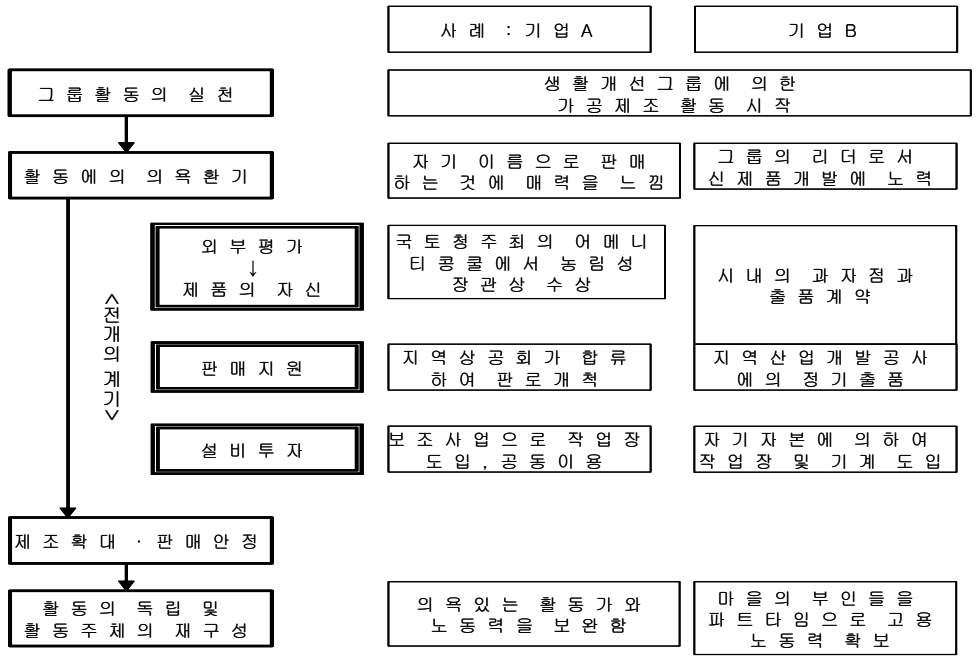 사례 : 기업A
기업B
그룹활동의 실천
생활개선그룹에 의한
가공제조 활동 시작
활동에의 의욕환기
자기 이름으로 판매
하는 것에 매력을 느낌
그룹의 리더로서
신제품개발에 노력
<전개의 계기>
외부평가
↓
제품의 자신
국토청주최의 어메니
티콩쿨에서 농림성
장관상 수상
시내의 과자점과
출품계약
판매지원
지역상공회가 합류
하여 판로개척
지역산업개발공사
에의 정기출품
설비투자
보조사업으로 작업장
도입,공동이용
자기자본에 의하여
작업장 및 기계 도입
제조확대 · 판매안정
활동의 독립 및
활동주체의 재구성
의욕있는 활동가와
노동력을 보완함
마을의 부인들을
파트타임으로 고용
노동력 확보